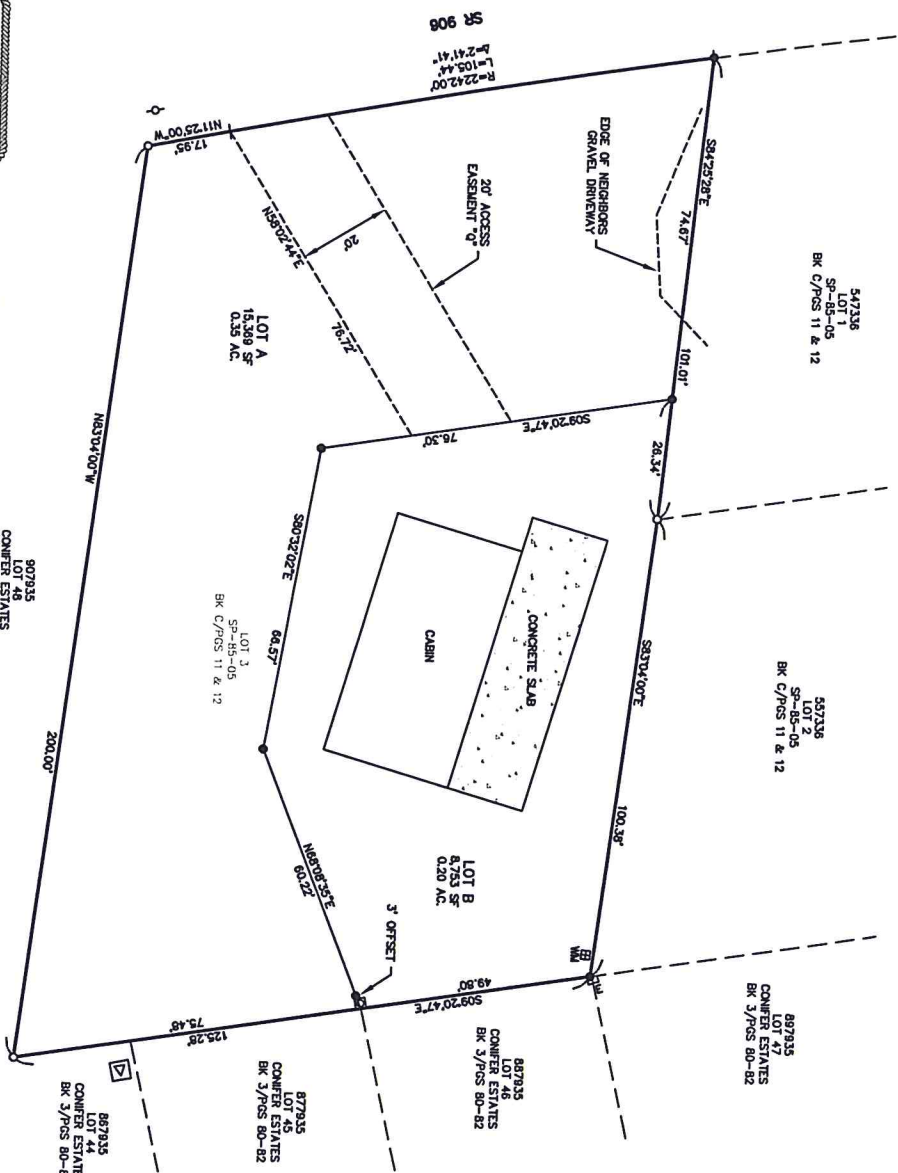 SR 906
R=2242.00'
L=105.44'
Δ=2°41'41"
N11°25'00"W
17.95'
EDGE OF NEIGHBORS
GRAVEL DRIVEWAY
S84°25'28"E
74.67'
101.01'
26.34'
547336
LOT 1
SP-85-05
BK C/PGS 11 & 12
20' ACCESS
EASEMENT "Q"
20'
N58°02'44"E
76.72'
LOT A
15,369 SF
0.35 AC.
S09°20'47"E
76.30'
S80°32'02"E
66.57'
LOT 3
SP-85-05
BK C/PGS 11 & 12
CONCRETE SLAB
CABIN
S83°04'00"E
100.38'
557336
LOT 2
SP-85-05
BK C/PGS 11 & 12
LOT B
8,753 SF
0.20 AC.
N68°08'35"E
60.22'
3' OFFSET
WM
49.80'
S09°20'47"E
75.48'
125.28'
897935
LOT 47
CONIFER ESTATES
BK 3/PGS 80-82
887935
LOT 46
CONIFER ESTATES
BK 3/PGS 80-82
877935
LOT 45
CONIFER ESTATES
BK 3/PGS 80-82
867935
LOT 44
CONIFER ESTATE
BK 3/PGS 80-8
N83°04'00"W
200.00'
907935
LOT 48
CONIFER ESTATES